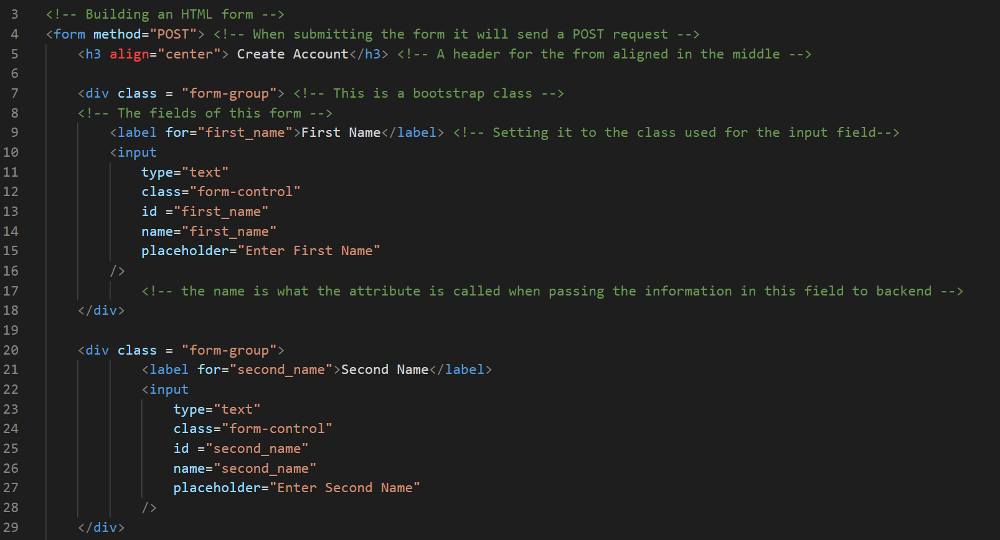 3 <!-- Building an HTML form -->
4 <form method="POST"> <!-- When submitting the form it will send a POST request -->
5 <h3 align="center"> Create Account</h3> <!-- A header for the from aligned in the middle -->
6
7 <div class = "form-group"> <!-- This is a bootstrap class -->
8 <!-- The fields of this form -->
9 <label for="first_name">First Name</label> <!-- Setting it to the class used for the input field-->
10 <input
11 type="text"
12 class="form-control"
13 id ="first_name"
14 name="first_name"
15 placeholder="Enter First Name"
16 />
17 <!-- the name is what the attribute is called when passing the information in this field to backend -->
18 </div>
19
20 <div class = "form-group">
21 <label for="second_name">Second Name</label>
22 <input
23 type="text"
24 class="form-control"
25 id ="second_name"
26 name="second_name"
27 placeholder="Enter Second Name"
28 />
29 </div>